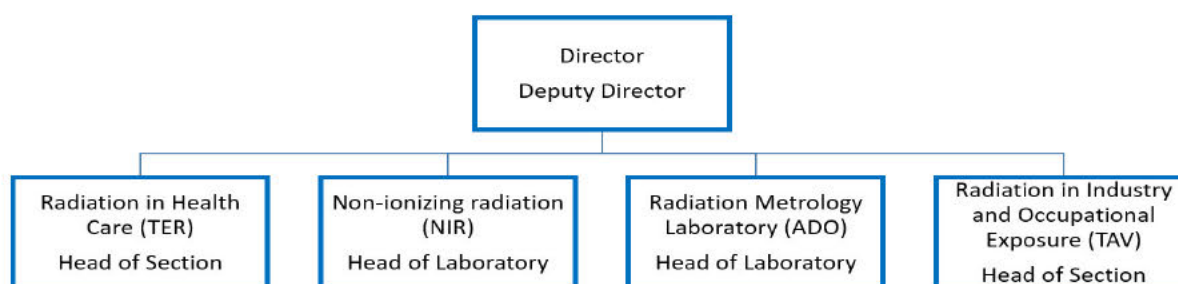 Director
Deputy Director
Radiation in Health
Care (TER)
Head of Section
Non-ionizing radiation
(NIR)
Head of Laboratory
Radiation Metrology
Laboratory (ADO)
Head of Laboratory
Radiation in Industry
and Occupational
Exposure (TAV)
Head of Section